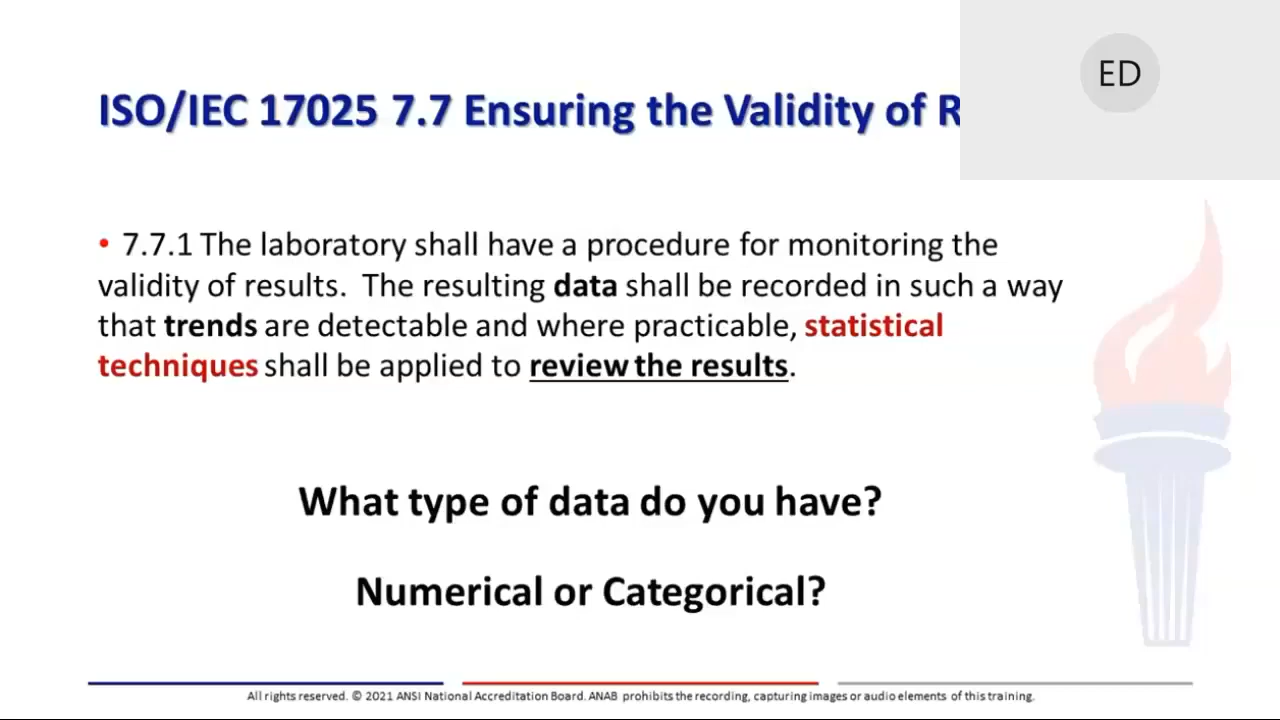 ED
ISO/IEC 17025 7.7 Ensuring the Validity of R
• 7.7.1 The laboratory shall have a procedure for monitoring the
validity of results. The resulting data shall be recorded in such a way
that trends are detectable and where practicable, statistical
techniques shall be applied to review the results.
What type of data do you have?
Numerical or Categorical?
All rights reserved. © 2021 ANSI National Accreditation Board. ANAB prohibits the recording, capturing images or audio elements of this training.